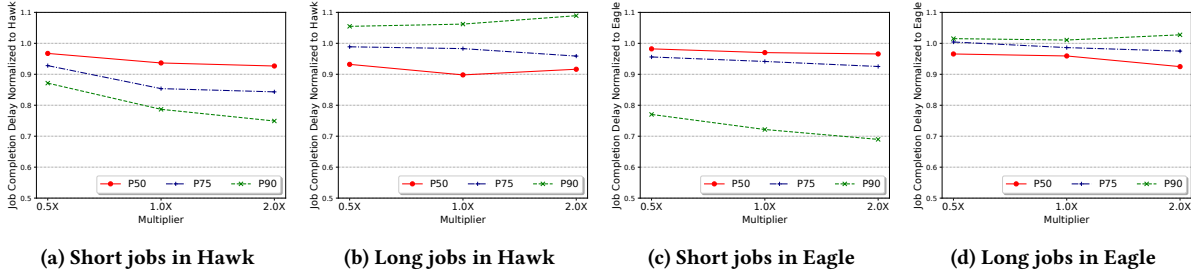 Job Completion Delay Normalized to Hawk
1.1
1.0
0.9
0.8
0.7
0.6
0.5
0.5X
1.0X
2.0X
Multiplier
P50
P75
P90
(a) Short jobs in Hawk
Job Completion Delay Normalized to Hawk
1.1
1.0
0.9
0.8
0.7
0.6
0.5
0.5X
1.0X
2.0X
Multiplier
P50
P75
P90
(b) Long jobs in Hawk
Job Completion Delay Normalized to Eagle
1.1
1.0
0.9
0.8
0.7
0.6
0.5
0.5X
1.0X
2.0X
Multiplier
P50
P75
P90
(c) Short jobs in Eagle
Job Completion Delay Normalized to Eagle
1.1
1.0
0.9
0.8
0.7
0.6
0.5
0.5X
1.0X
2.0X
Multiplier
P50
P75
P90
(d) Long jobs in Eagle